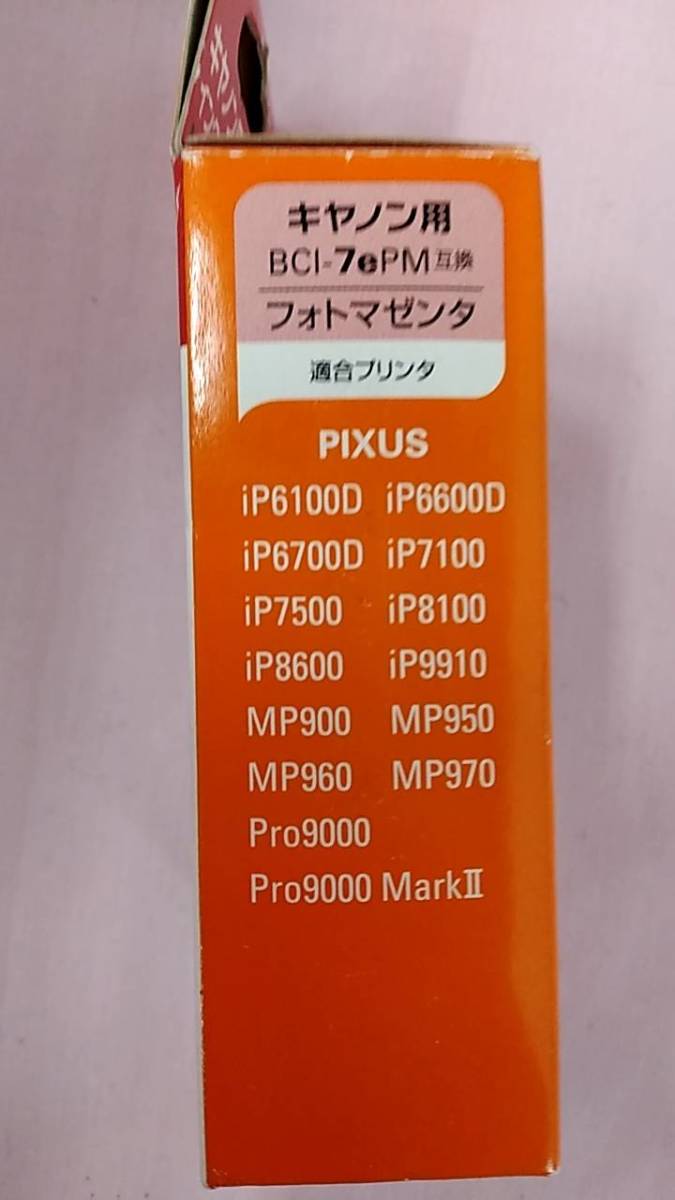 キヤノン用
BCI-7ePM互換
フォトマゼンタ
適合プリンタ
PIXUS
iP6100D iP6600D
iP6700D iP7100
iP7500 iP8100
iP8600 iP9910
MP900 MP950
MP960 MP970
Pro9000
Pro9000 MarkⅡ